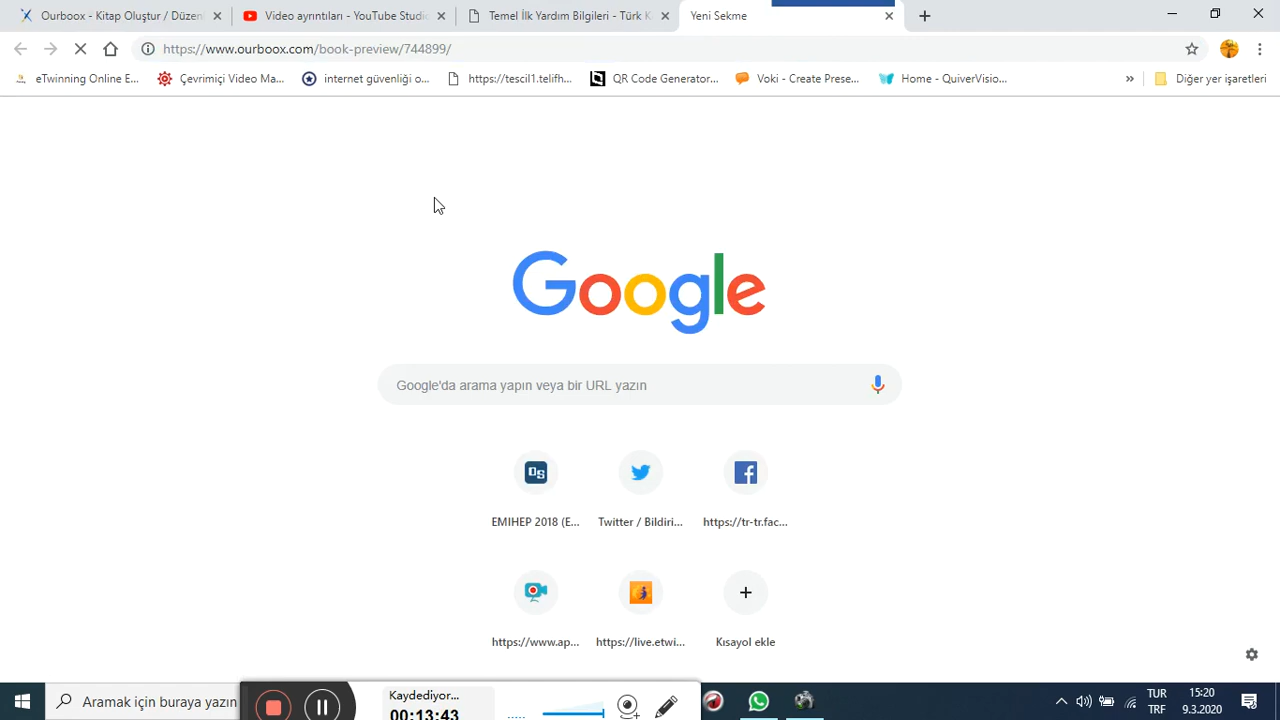 Ourboox - Kitap Oluşturma: Düz
Video ayrıntıları - YouTube Studio
Temel İlk Yardım Bilgileri - Türk K
Yeni Sekme
https://www.ourboox.com/book-preview/744899/
eTwinning Online E...
Çevrimiçi Video Ma...
internet güvenliği o...
https://tescil1.telifh...
QR Code Generator...
Voki - Create Prese...
Home - QuiverVisio...
»
Diğer yer işaretleri
Google
Google'da arama yapın veya bir URL yazın
EMIHEP 2018 (E...
Twitter / Bildiri...
https://tr-tr.fac...
https://www.ap...
https://live.etwi...
Kısayol ekle
Aramak için buraya yazın
Kaydediyor...
00:13:43
TUR
TRF
15:20
9.3.2020